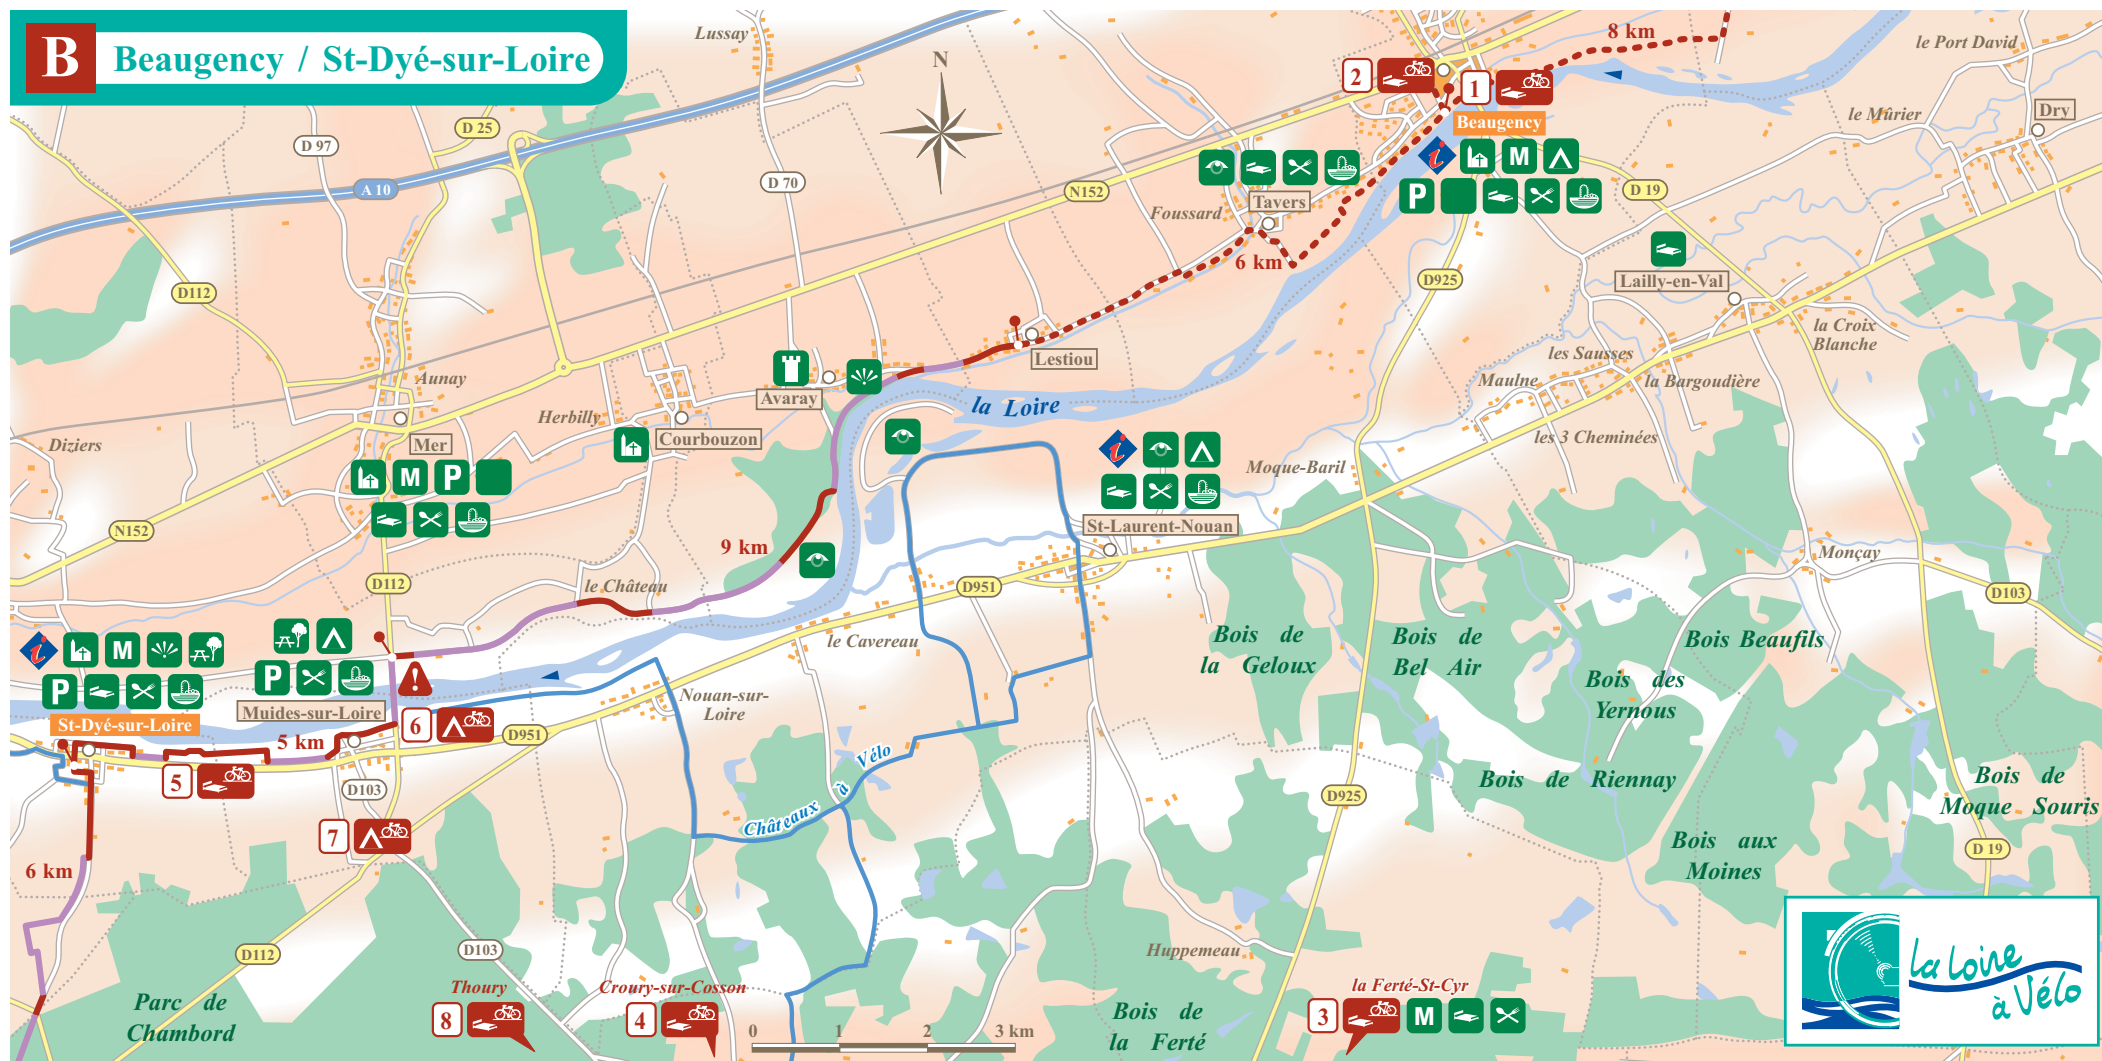 B
Beaugency / St-Dyé-sur-Loire
Lussay
N
8 km
le Port David
2
1
Beaugency
le Mûrier
Dry
D 25
D 97
A 10
D 70
N152
Foussard
Tavers
i
M
P
D 19
6 km
D925
Lailly-en-Val
la Croix
Blanche
D112
Lestiou
les Sausses
Maulne
la Bargoudière
Aunay
Avaray
la Loire
Herbilly
Courbouzon
les 3 Cheminées
Diziers
Mer
M
P
i
Moque-Baril
St-Laurent-Nouan
N152
9 km
Monçay
D112
le Château
D951
D103
le Cavereau
Bois de
la Geloux
Bois de
Bel Air
Bois Beaufils
i
M
P
P
Bois des
Yernous
Muides-sur-Loire
Nouan-sur-
Loire
St-Dyé-sur-Loire
5 km
6
D951
5
D103
Châteaux à Vélo
Bois de Riennay
Bois de
Moque Souris
D925
7
6 km
Bois aux
Moines
D 19
D112
D103
Huppemeau
Parc de
Chambord
Thoury
8
Croury-sur-Cosson
4
0 1 2 3 km
Bois de
la Ferté
la Ferté-St-Cyr
3
M
la Loire
à Vélo